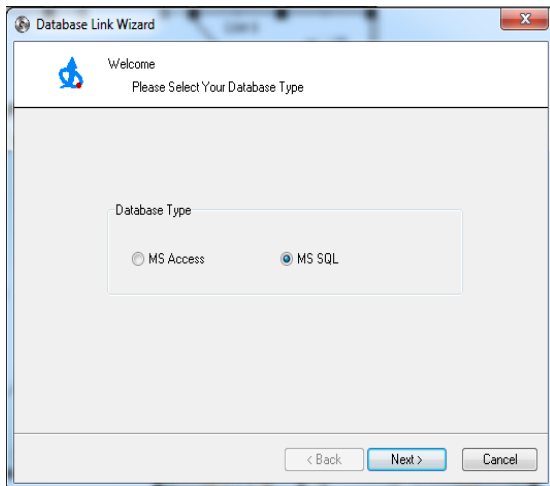 Database Link Wizard
Welcome
Please Select Your Database Type
Database Type
MS Access MS SQL
< Back Next > Cancel